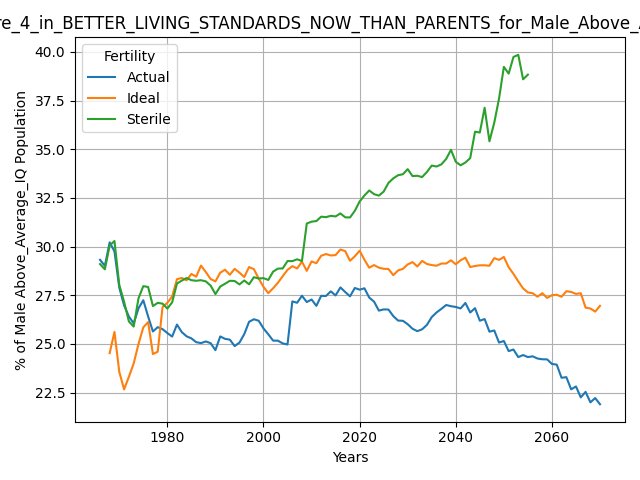 re_4_in_BETTER_LIVING_STANDARDS_NOW_THAN_PARENTS_for_Male_Above_A
Fertility
Actual
Ideal
Sterile
% of Male Above_Average_IQ Population
40.0
37.5
35.0
32.5
30.0
27.5
25.0
22.5
1980
2000
2020
2040
2060
Years